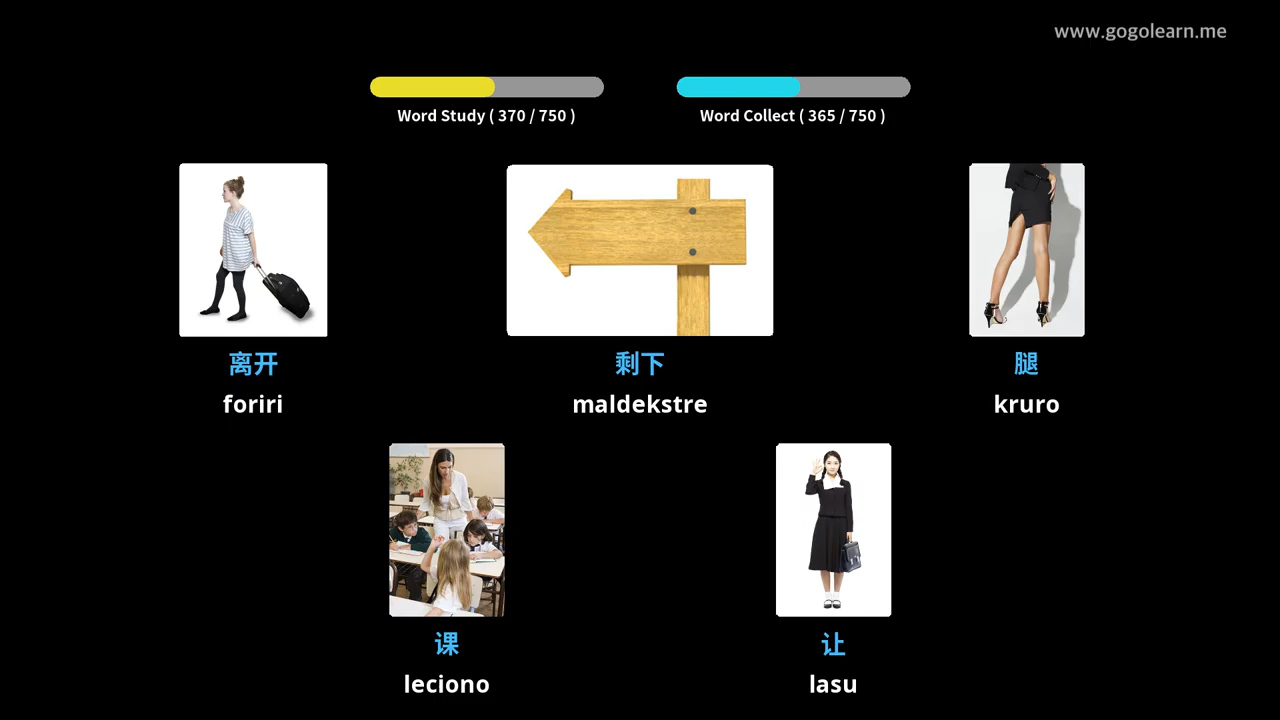 www.gogolearn.me
Word Study ( 370 / 750 )
Word Collect ( 365 / 750 )
离开
foriri
剩下
maldekstre
腿
kruro
课
leciono
让
lasu